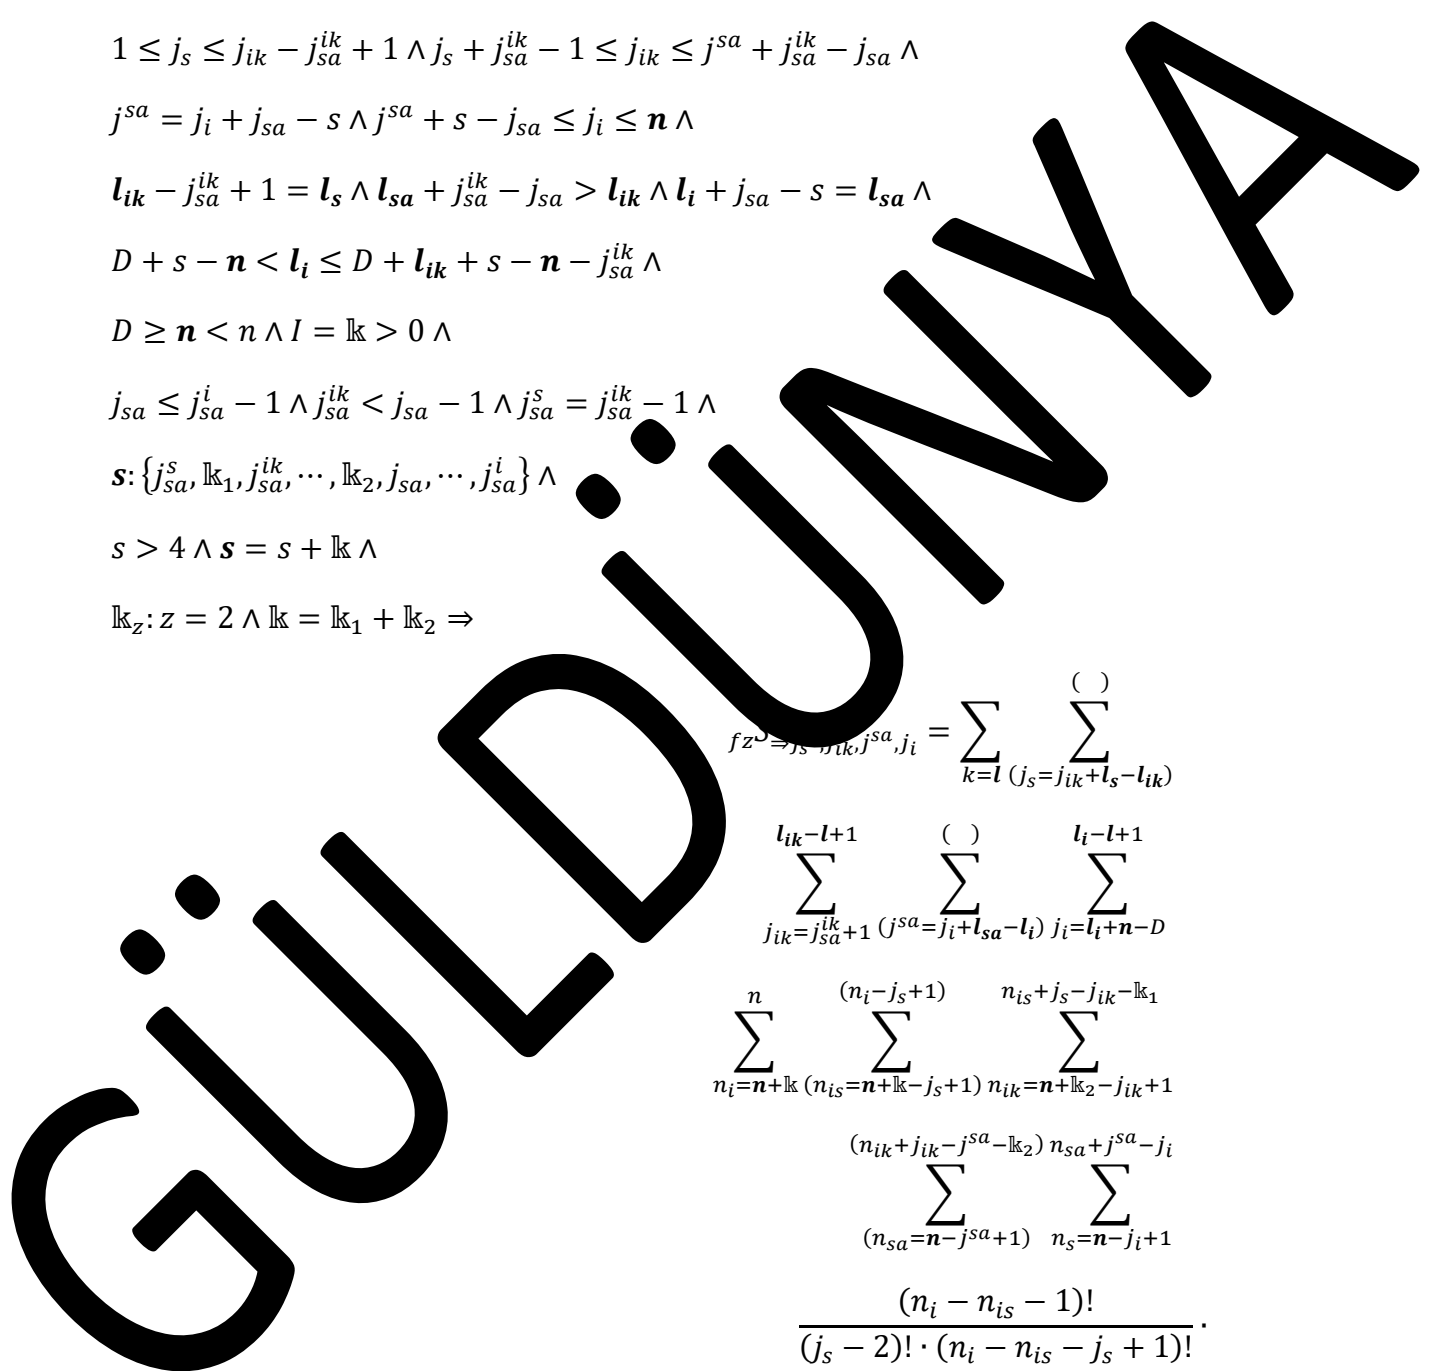 1 ≤ j_s ≤ j_{ik} − j_{sa}^{ik} + 1 ∧ j_s + j_{sa}^{ik} − 1 ≤ j_{ik} ≤ j^{sa} + j_{sa}^{ik} − j_{sa} ∧
j^{sa} = j_i + j_{sa} − s ∧ j^{sa} + s − j_{sa} ≤ j_i ≤ n ∧
l_{ik} − j_{sa}^{ik} + 1 = l_s ∧ l_{sa} + j_{sa}^{ik} − j_{sa} > l_{ik} ∧ l_i + j_{sa} − s = l_{sa} ∧
D + s − n < l_i ≤ D + l_{ik} + s − n − j_{sa}^{ik} ∧
D ≥ n < n ∧ I = 𝕜 > 0 ∧
j_{sa} ≤ j_{sa}^{i} − 1 ∧ j_{sa}^{ik} < j_{sa} − 1 ∧ j_{sa}^{s} = j_{sa}^{ik} − 1 ∧
s: {j_{sa}^{s}, 𝕜_1, j_{sa}^{ik}, ⋯, 𝕜_2, j_{sa}, ⋯, j_{sa}^{i}} ∧
s > 4 ∧ s = s + 𝕜 ∧
𝕜_z: z = 2 ∧ 𝕜 = 𝕜_1 + 𝕜_2 ⇒
_{fz}S_{⇒j_s,j_{ik},j^{sa},j_i} = ∑_{k=l} ∑_{(j_s=j_{ik}+l_s−l_{ik})}^{( )}
∑_{j_{ik}=j_{sa}^{ik}+1}^{l_{ik}−l+1} ∑_{(j^{sa}=j_i+l_{sa}−l_i)}^{( )} ∑_{j_i=l_i+n−D}^{l_i−l+1}
∑_{n_i=n+𝕜}^{n} ∑_{(n_{is}=n+𝕜−j_s+1)}^{(n_i−j_s+1)} ∑_{n_{ik}=n+𝕜_2−j_{ik}+1}^{n_{is}+j_s−j_{ik}−𝕜_1}
∑_{(n_{sa}=n−j^{sa}+1)}^{(n_{ik}+j_{ik}−j^{sa}−𝕜_2)} ∑_{n_s=n−j_i+1}^{n_{sa}+j^{sa}−j_i}
(n_i − n_{is} − 1)!
(j_s − 2)! · (n_i − n_{is} − j_s + 1)! ·
GÜLDÜNYA